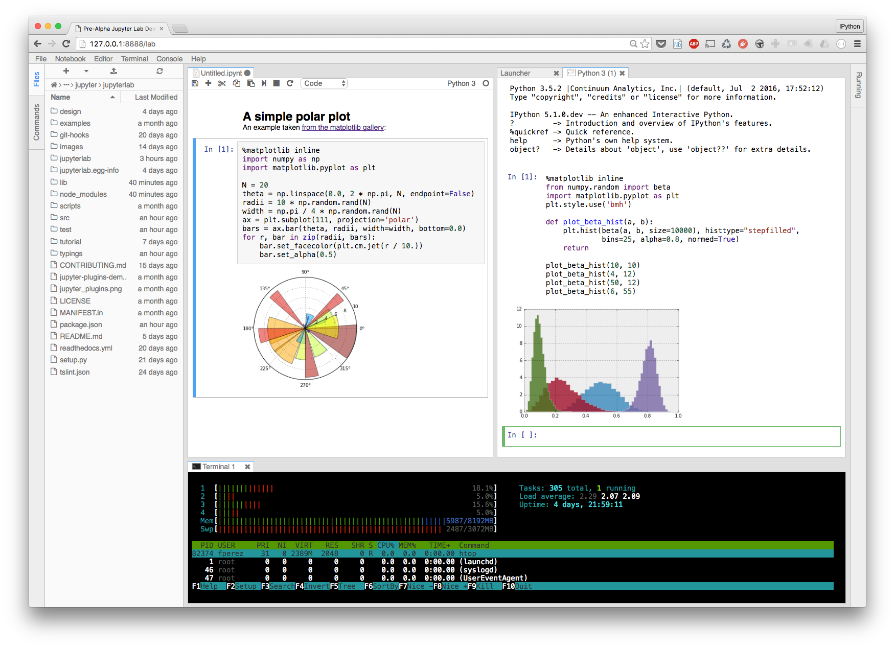 Pre-Alpha Jupyter Lab De
IPython
127.0.0.1:8888/lab
File Notebook Editor Terminal Console Help
Files
Commands
Running
jupyter jupyterlab
Name Last Modified
design 4 days ago
examples a month ago
git-hooks 20 days ago
images 14 days ago
jupyterlab 3 hours ago
jupyterlab.egg-info a month ago
lib 40 minutes ago
node_modules 40 minutes ago
scripts a month ago
src an hour ago
test an hour ago
tutorial 7 days ago
typings an hour ago
CONTRIBUTING.md 15 days ago
jupyter-plugins-dem... a month ago
jupyter_plugins.png a month ago
LICENSE a month ago
MANIFEST.in a month ago
package.json an hour ago
README.md 5 days ago
readthedocs.yml 20 days ago
setup.py 21 days ago
tslint.json 24 days ago
Untitled.ipynt
Code Python 3
A simple polar plot
An example taken from the matplotlib gallery:
In [1]: %matplotlib inline
import numpy as np
import matplotlib.pyplot as plt
N = 20
theta = np.linspace(0.0, 2 * np.pi, N, endpoint=False)
radii = 10 * np.random.rand(N)
width = np.pi / 4 * np.random.rand(N)
ax = plt.subplot(111, projection='polar')
bars = ax.bar(theta, radii, width=width, bottom=0.0)
for r, bar in zip(radii, bars):
bar.set_facecolor(plt.cm.jet(r / 10.))
bar.set_alpha(0.5)
90°
135° 45°
10
8
180° 0°
225° 315°
270°
Launcher Python 3 (1)
Python 3.5.2 |Continuum Analytics, Inc.| (default, Jul 2 2016, 17:52:12)
Type "copyright", "credits" or "license" for more information.
IPython 5.1.0.dev -- An enhanced Interactive Python.
? -> Introduction and overview of IPython's features.
%quickref -> Quick reference.
help -> Python's own help system.
object? -> Details about 'object', use 'object??' for extra details.
In [1]: %matplotlib inline
from numpy.random import beta
import matplotlib.pyplot as plt
plt.style.use('bmh')
def plot_beta_hist(a, b):
plt.hist(beta(a, b, size=10000), histtype="stepfilled",
bins=25, alpha=0.8, normed=True)
return
plot_beta_hist(10, 10)
plot_beta_hist(4, 12)
plot_beta_hist(50, 12)
plot_beta_hist(6, 55)
12
10
8
6
4
2
0
0.0 0.2 0.4 0.6 0.8 1.0
In [ ]:
Terminal 1
1 [ 18.1%]
2 [ 5.0%]
3 [ 15.6%]
4 [ 5.0%]
Mem[ 5987/8192MB]
Swp[ 2487/3072MB]
Tasks: 305 total, 1 running
Load average: 2.29 2.07 2.09
Uptime: 4 days, 21:59:11
PID USER PRI NI VIRT RES SHR S CPU% MEM% TIME+ Command
fperez 31 0 2389M 2048 0 R 0.0 0.0 0:00.00 htop
1 root 0 0 0 0 0 0.0 0.0 0:00.00 (launchd)
46 root 0 0 0 0 0 0.0 0.0 0:00.00 (syslogd)
47 root 0 0 0 0 0 0.0 0.0 0:00.00 (UserEventAgent)
F1Help F2Setup F3SearchF4InvertF5Tree F6SortByF7Nice -F8Nice +F9Kill F10Quit